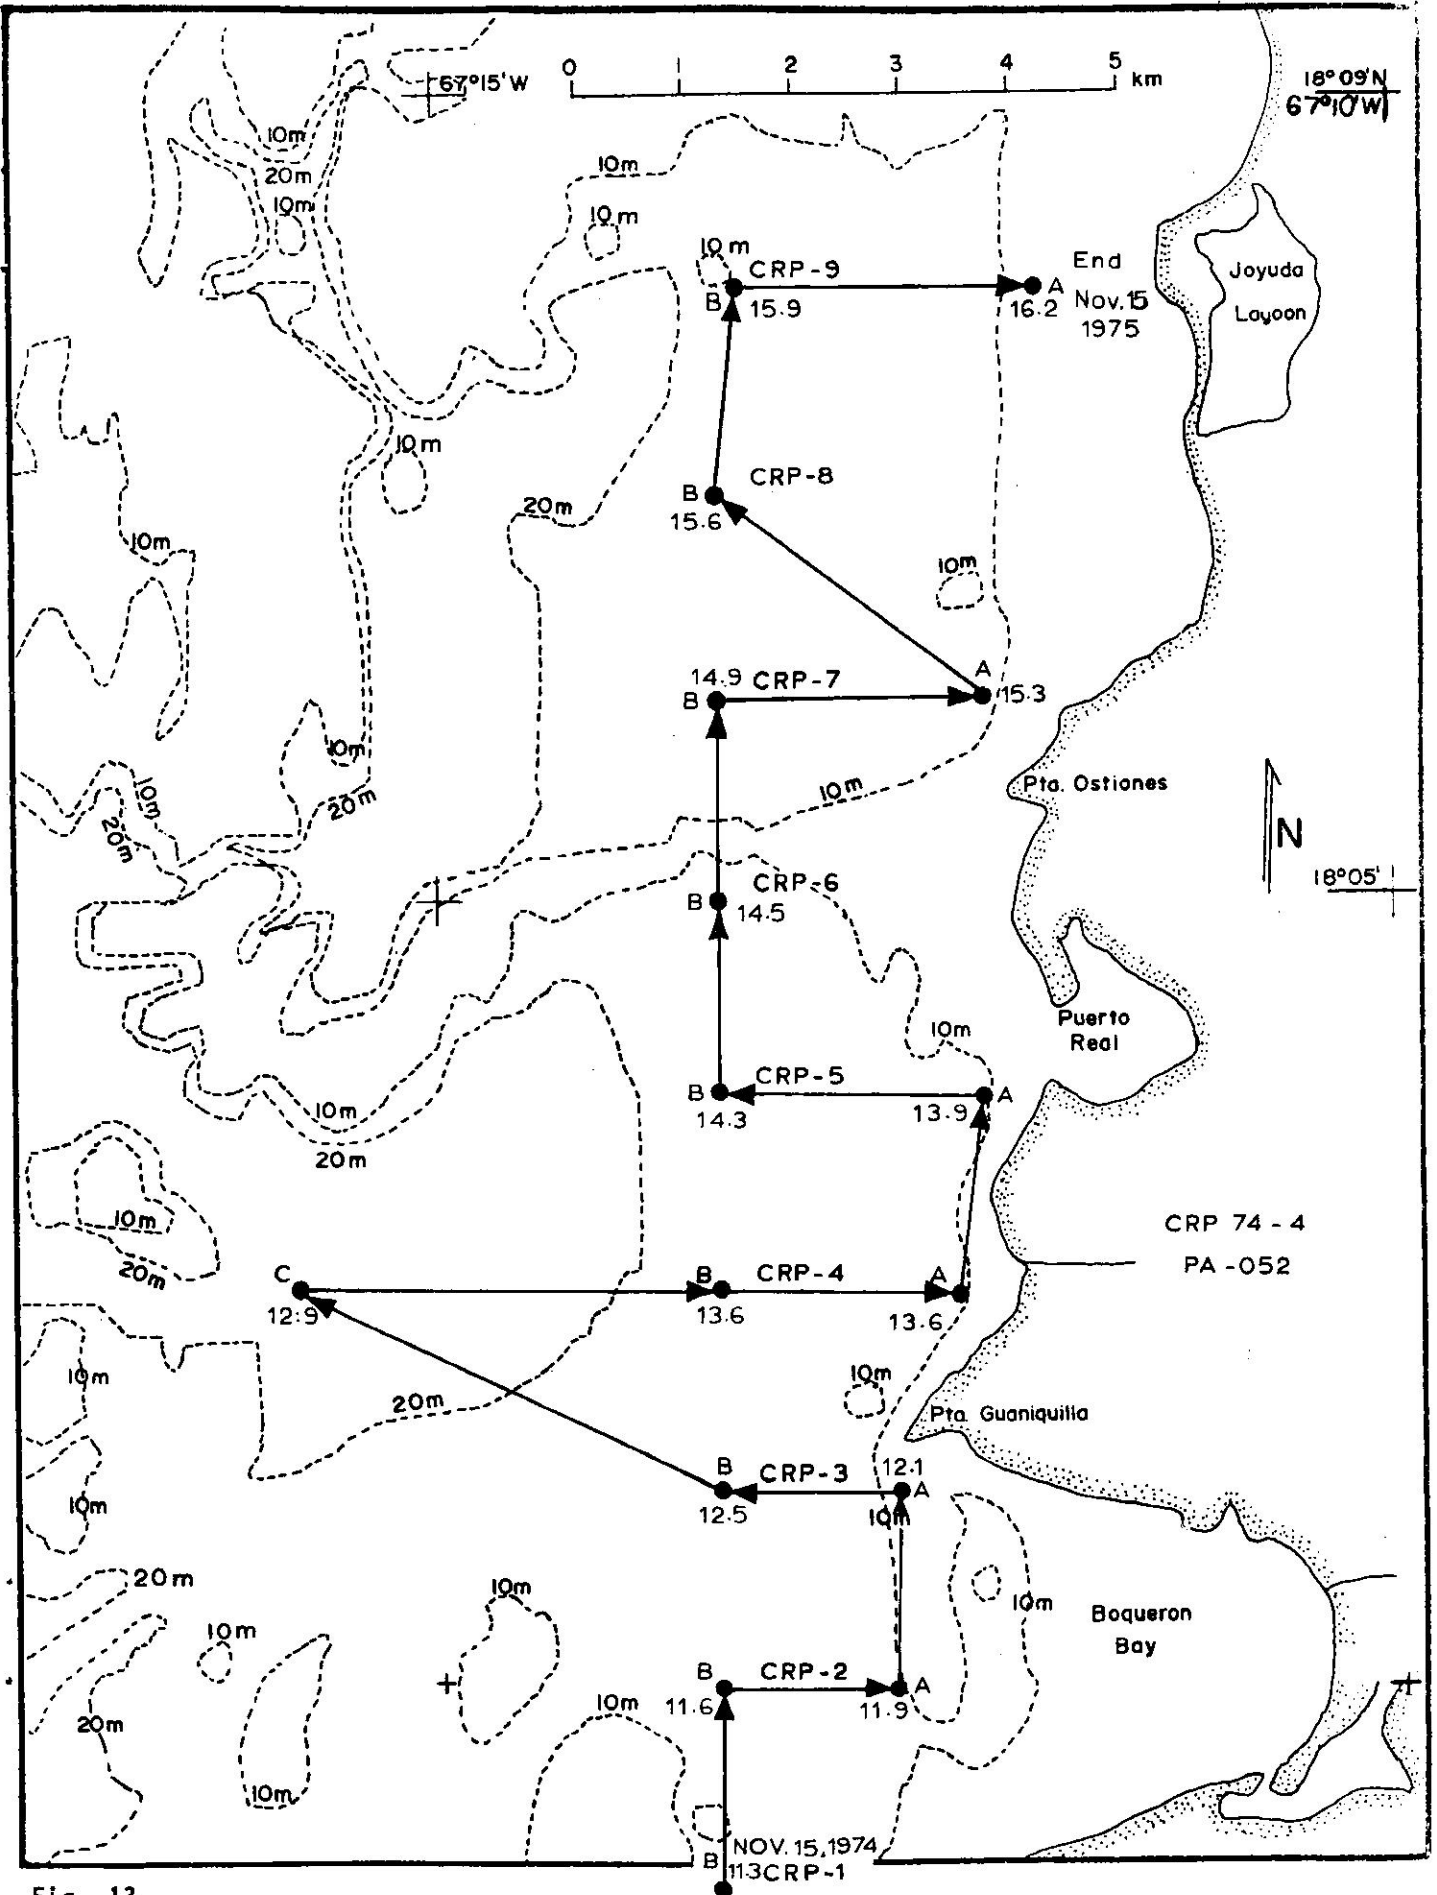 0 1 2 3 4 5 km
67°15'W
18°09'N
67°10'W
10m
20m
10m
10m
10m
10m
CRP-9
B
15.9
A
16.2
End
Nov. 15
1975
Joyuda
Layoon
10m
20m
10m
B
15.6
CRP-8
10m
14.9
B
CRP-7
A
15.3
10m
20m
10m
20m
10m
Pta. Ostiones
N
18°05'
CRP-6
B
14.5
10m
Puerto
Real
CRP-5
B
14.3
13.9
A
10m
20m
10m
20m
CRP 74-4
PA-052
C
12.9
B
CRP-4
13.6
A
13.6
10m
10m
20m
Pta. Guaniquilla
B
CRP-3
12.1
A
12.5
10m
10m
20m
10m
10m
Boqueron
Bay
10m
B
CRP-2
A
11.6
11.9
10m
20m
10m
NOV. 15, 1974
B
11.3 CRP-1
Fig. 13